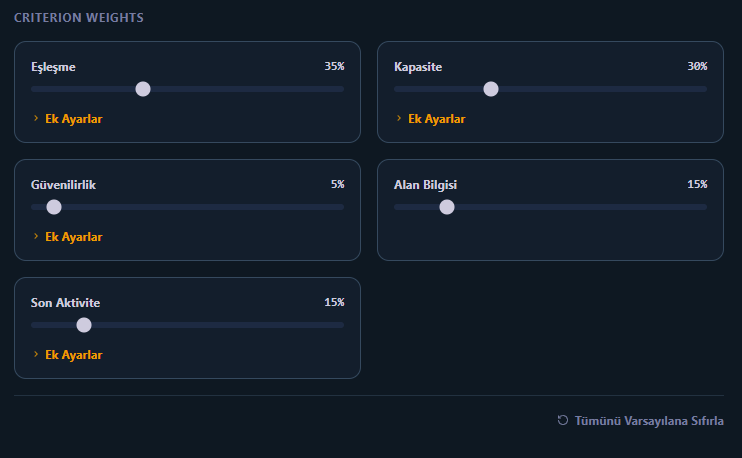 CRITERION WEIGHTS
Eşleşme 35%
Ek Ayarlar
Kapasite 30%
Ek Ayarlar
Güvenilirlik 5%
Ek Ayarlar
Alan Bilgisi 15%
Son Aktivite 15%
Ek Ayarlar
Tümünü Varsayılana Sıfırla